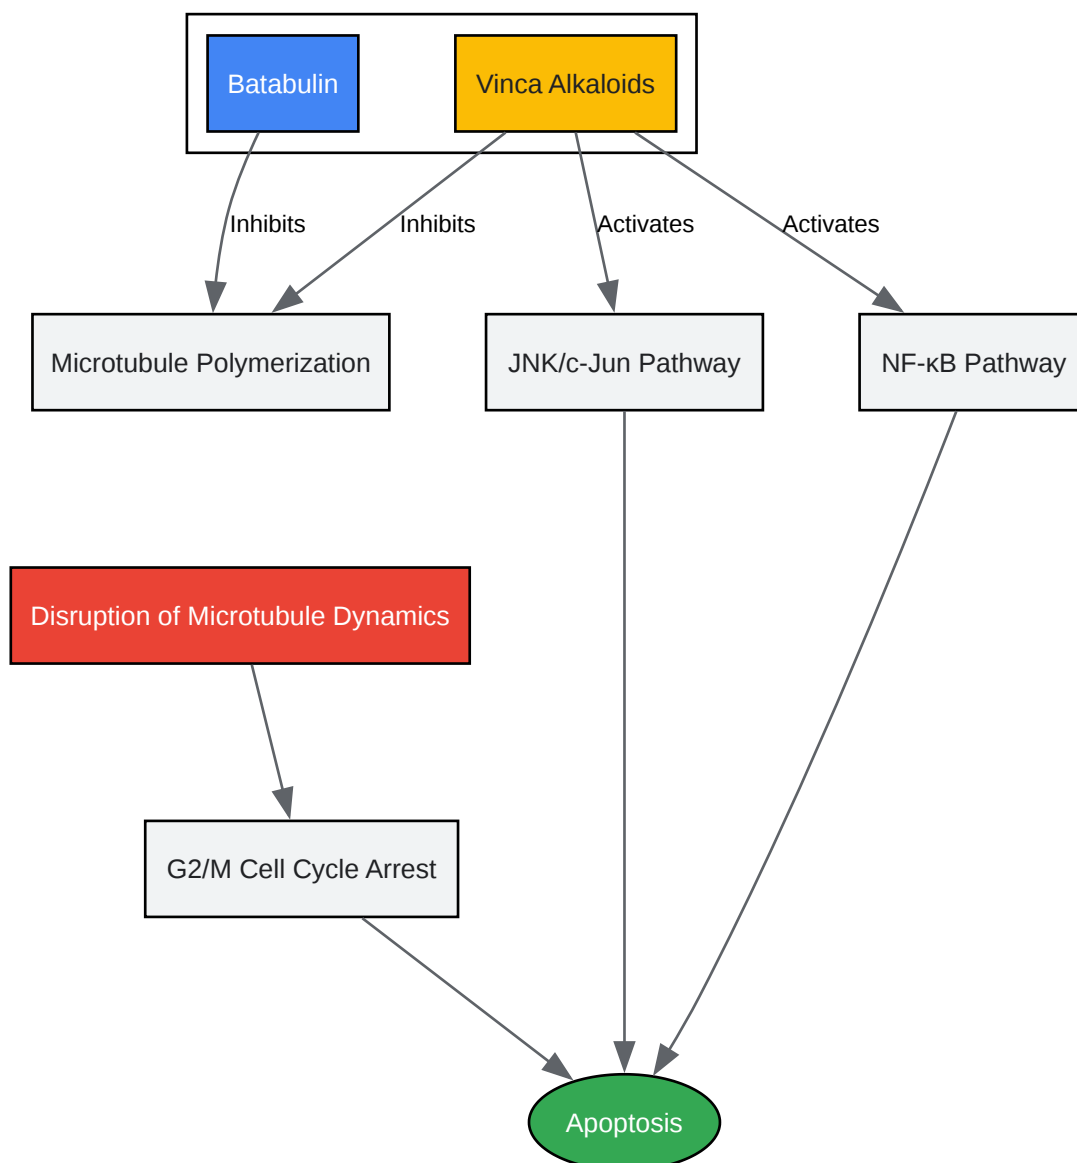 Batabulin
Vinca Alkaloids
Inhibits
Inhibits
Activates
Activates
Microtubule Polymerization
JNK/c-Jun Pathway
NF-κB Pathway
Disruption of Microtubule Dynamics
G2/M Cell Cycle Arrest
Apoptosis